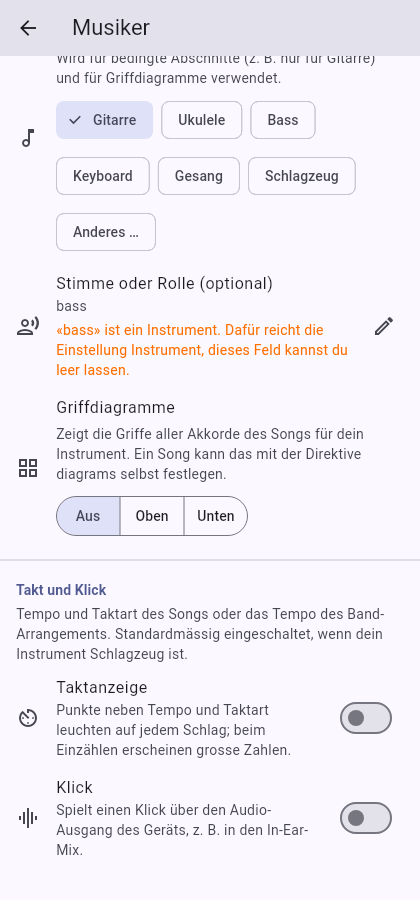 Musiker
Wird für bedingte Abschnitte (z. B. nur für Gitarre)
und für Griffdiagramme verwendet.
Gitarre
Ukulele
Bass
Keyboard
Gesang
Schlagzeug
Anderes ...
Stimme oder Rolle (optional)
bass
«bass» ist ein Instrument. Dafür reicht die
Einstellung Instrument, dieses Feld kannst du
leer lassen.
Griffdiagramme
Zeigt die Griffe aller Akkorde des Songs für dein
Instrument. Ein Song kann das mit der Direktive
diagrams selbst festlegen.
Aus
Oben
Unten
Takt und Klick
Tempo und Taktart des Songs oder das Tempo des Band-
Arrangements. Standardmässig eingeschaltet, wenn dein
Instrument Schlagzeug ist.
Taktanzeige
Punkte neben Tempo und Taktart
leuchten auf jedem Schlag; beim
Einzählen erscheinen grosse Zahlen.
Klick
Spielt einen Klick über den Audio-
Ausgang des Geräts, z. B. in den In-Ear-
Mix.